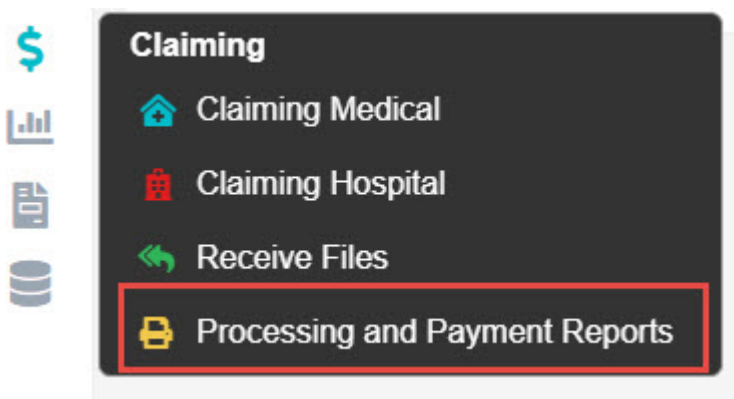 $
Claiming
Claiming Medical
Claiming Hospital
Receive Files
Processing and Payment Reports